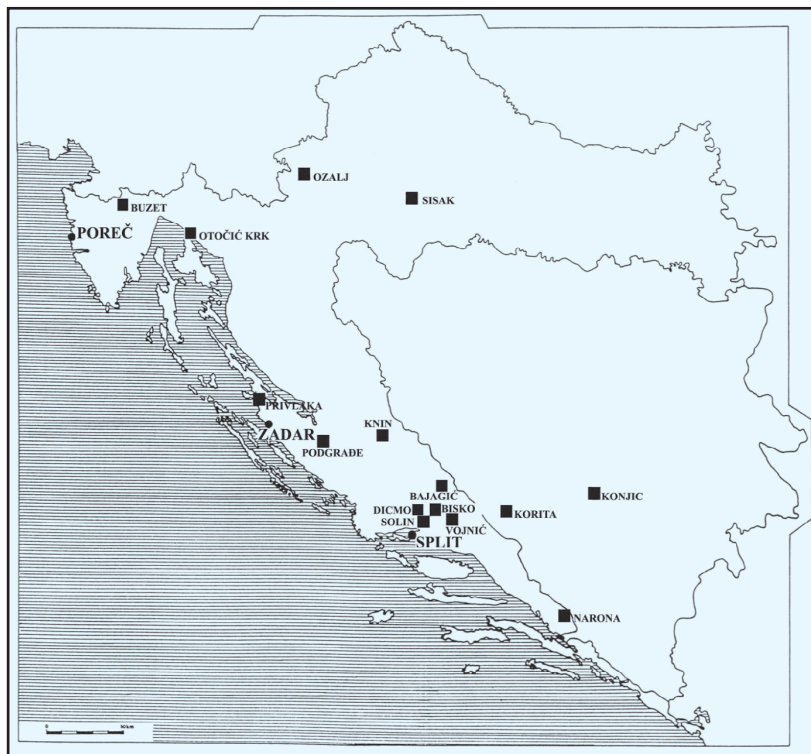 OZALJ
SISAK
BUZET
POREČ
OTOČIĆ KRK
PRIVLAKA
ZADAR
KNIN
PODGRAĐE
BAJAGIĆ
KONJIC
DICMO
BISKO
KORITA
SOLIN
VOJNIĆ
SPLIT
NARONA
0